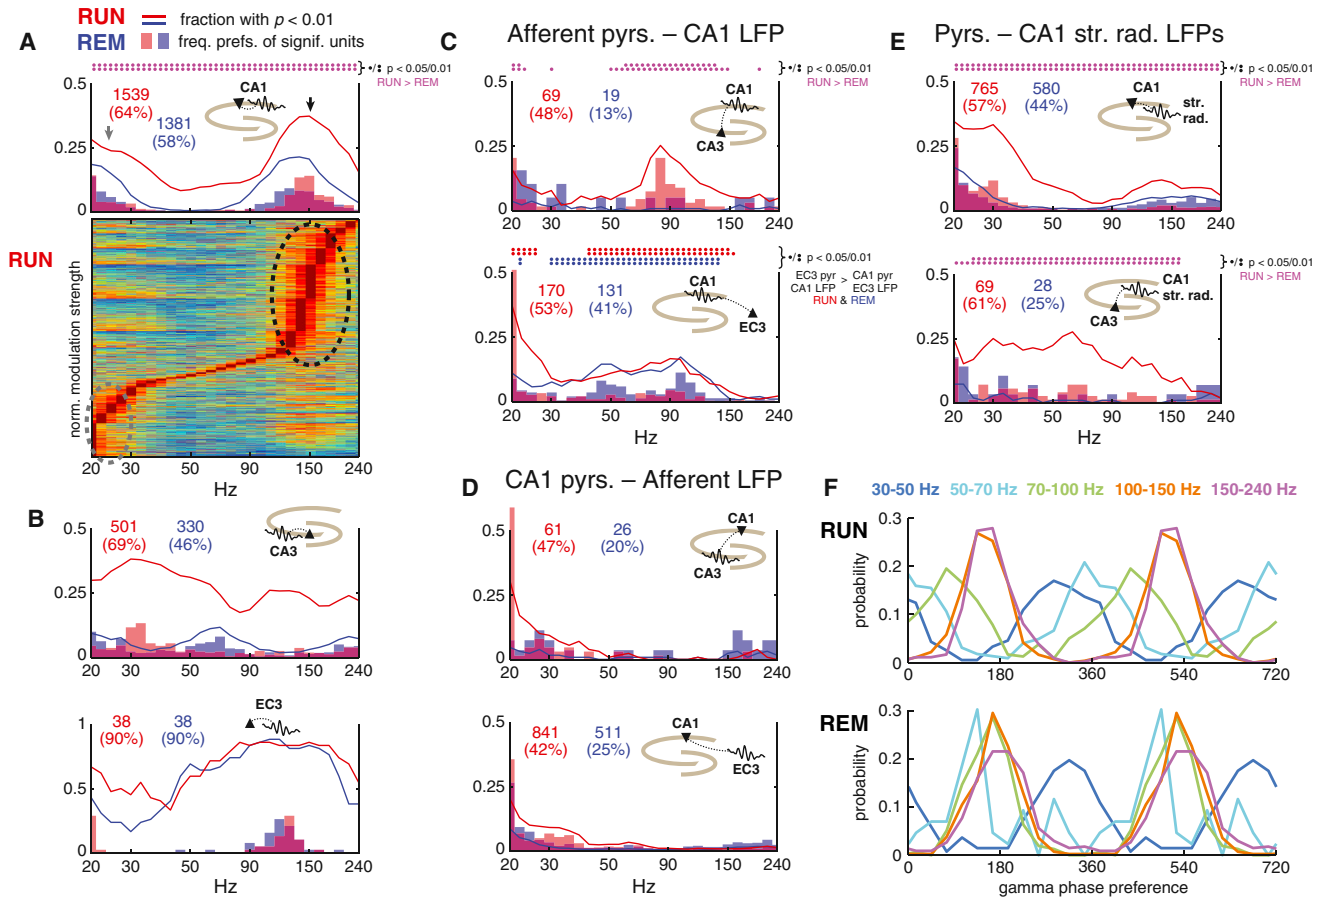 RUN fraction with p < 0.01
REM freq. prefs. of signif. units
A
•/: p < 0.05/0.01
RUN > REM
0.5
0.25
0
1539
(64%)
1381
(58%)
CA1
RUN
norm. modulation strength
20 30 50 90 150 240
Hz
B
0.5
0.25
0
501
(69%)
330
(46%)
CA3
20 30 50 90 150 240
1
0.5
0
38
(90%)
38
(90%)
EC3
20 30 50 90 150 240
Hz
C
Afferent pyrs. – CA1 LFP
•/: p < 0.05/0.01
RUN > REM
0.5
0.25
0
69
(48%)
19
(13%)
CA1
CA3
20 30 50 90 150 240
•/: p < 0.05/0.01
EC3 pyr > CA1 pyr
CA1 LFP EC3 LFP
RUN & REM
0.5
0.25
0
170
(53%)
131
(41%)
CA1
EC3
20 30 50 90 150 240
Hz
D
CA1 pyrs. – Afferent LFP
0.5
0.25
0
61
(47%)
26
(20%)
CA1
CA3
20 30 50 90 150 240
0.5
0.25
0
841
(42%)
511
(25%)
CA1
EC3
20 30 50 90 150 240
Hz
E
Pyrs. – CA1 str. rad. LFPs
•/: p < 0.05/0.01
RUN > REM
0.5
0.25
0
765
(57%)
580
(44%)
CA1
str.
rad.
20 30 50 90 150 240
•/: p < 0.05/0.01
RUN > REM
0.5
0.25
0
69
(61%)
28
(25%)
CA1
str. rad.
CA3
20 30 50 90 150 240
Hz
F
30-50 Hz 50-70 Hz 70-100 Hz 100-150 Hz 150-240 Hz
RUN
probability
0.3
0.2
0.1
0
0 180 360 540 720
REM
probability
0.3
0.2
0.1
0
0 180 360 540 720
gamma phase preference